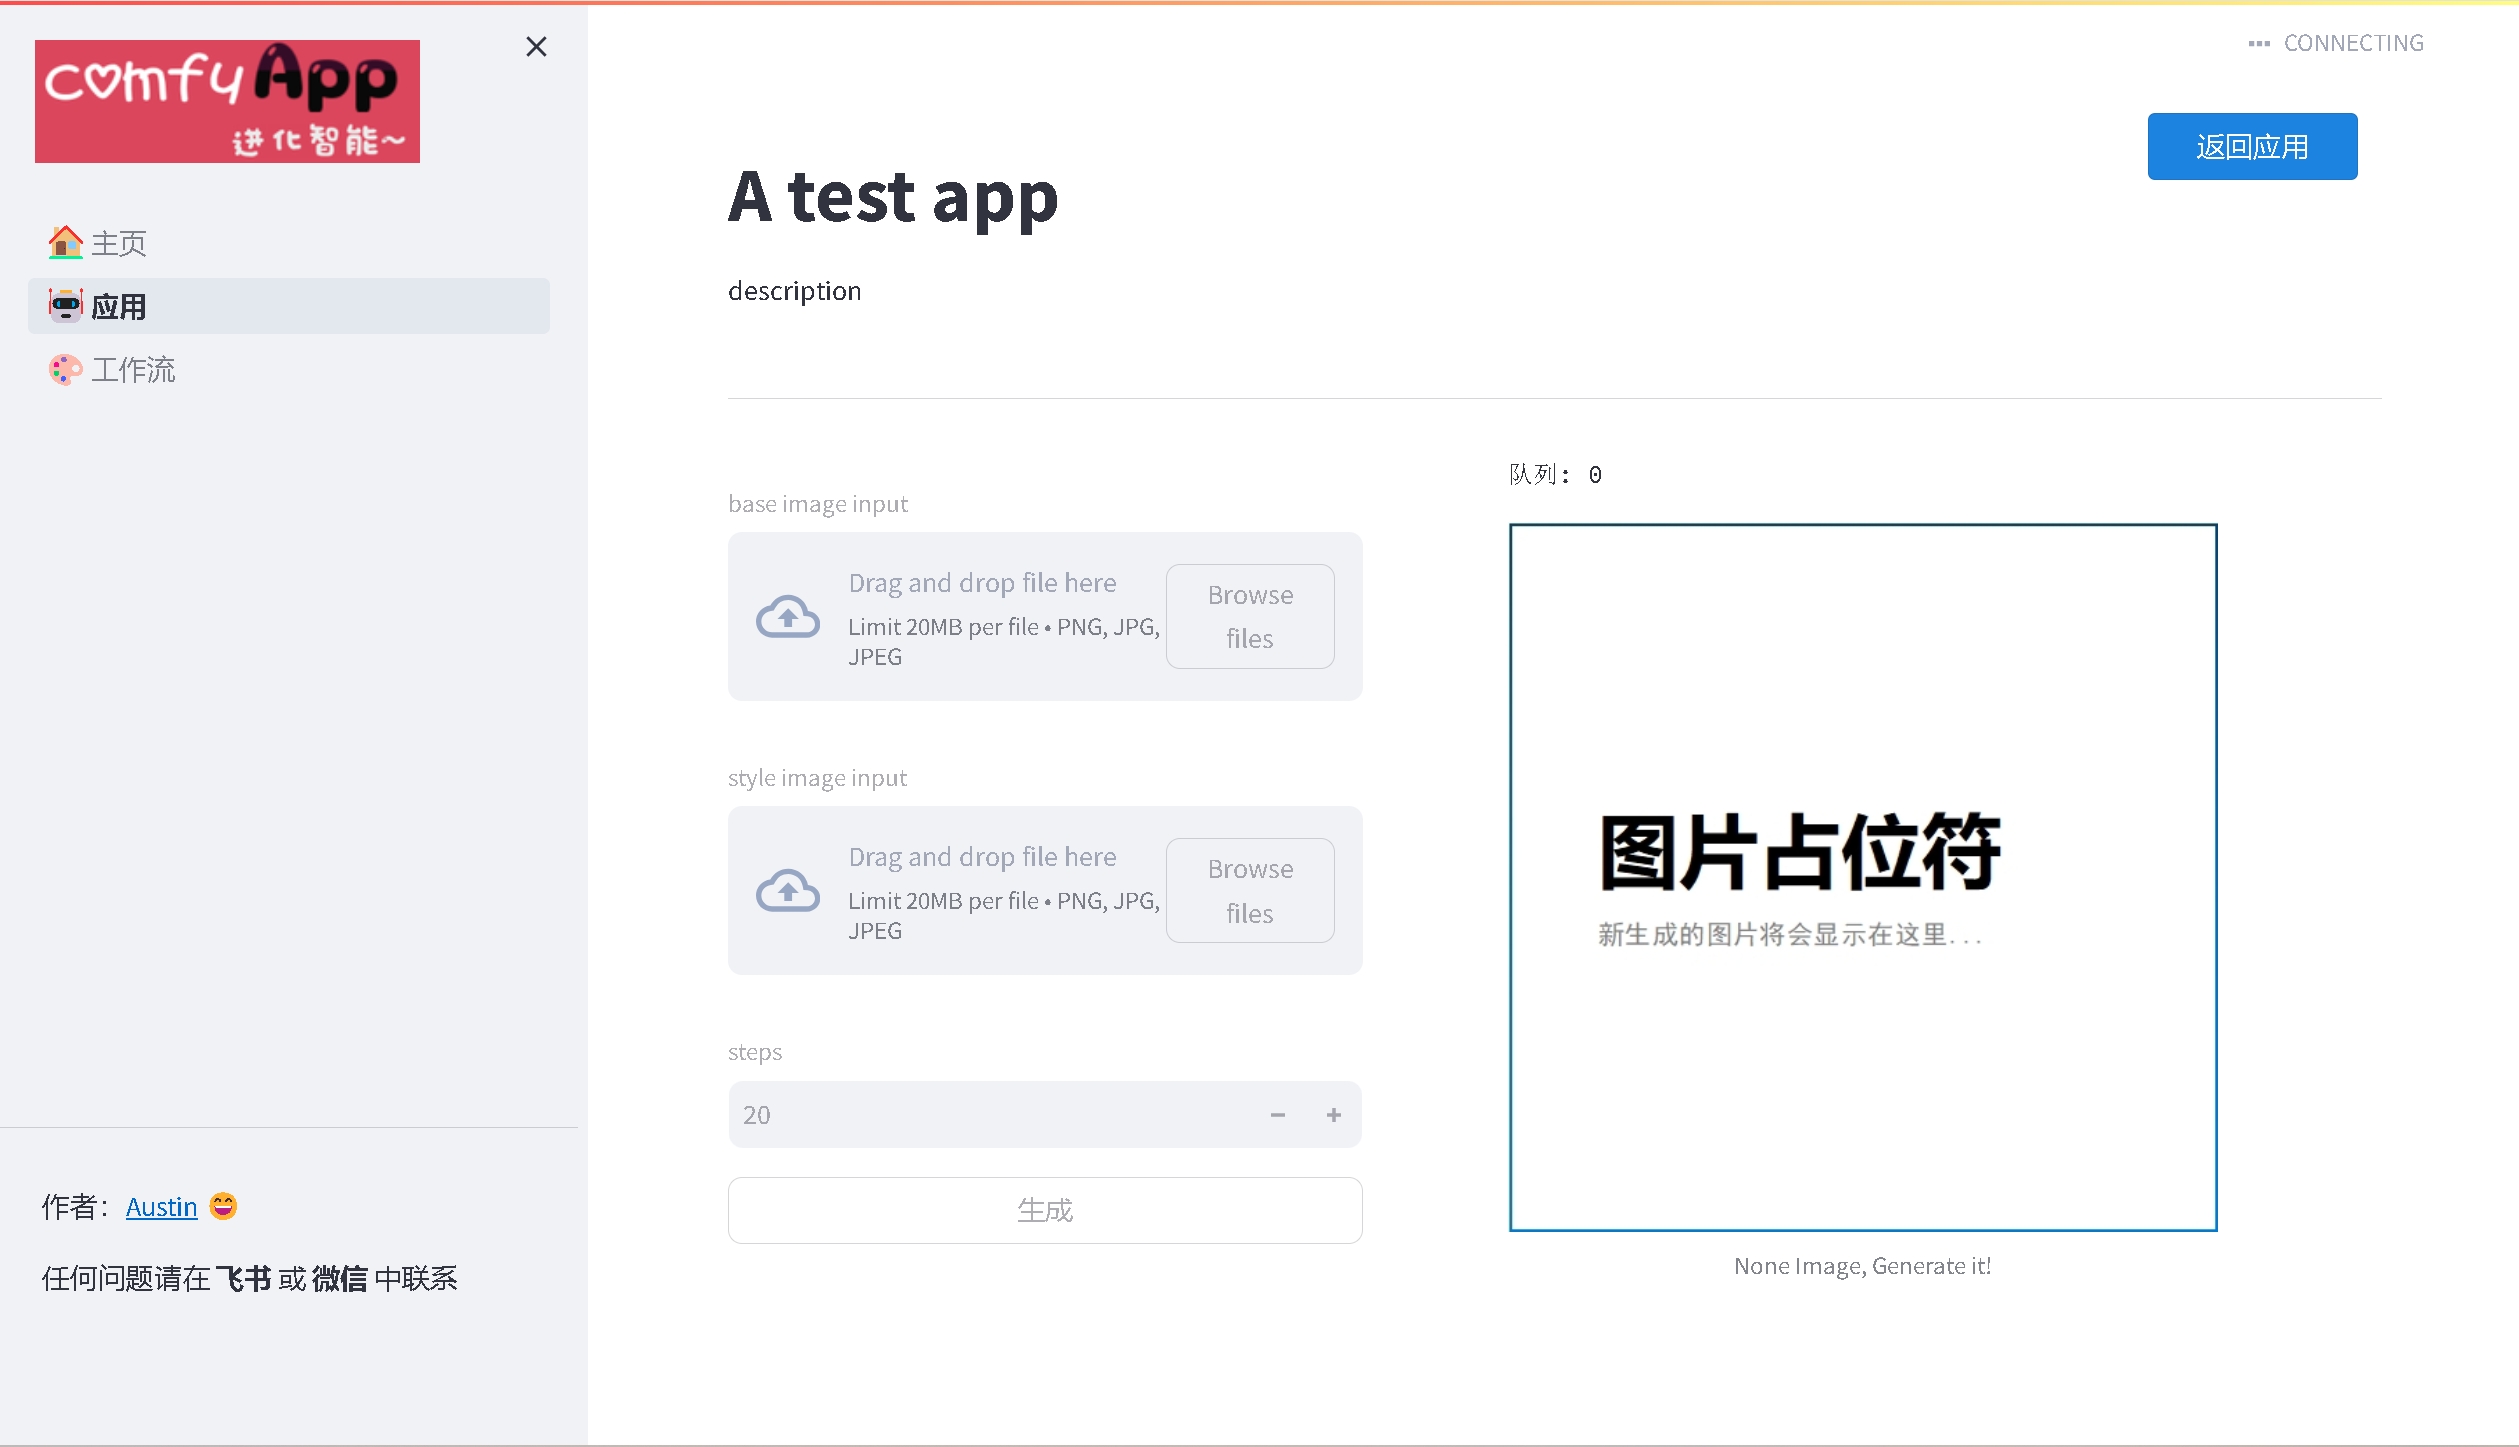 comfyApp
进化智能~
主页
应用
工作流
作者： Austin
任何问题请在 飞书 或 微信 中联系
CONNECTING
返回应用
A test app
description
base image input
Drag and drop file here
Limit 20MB per file • PNG, JPG,
JPEG
Browse
files
style image input
Drag and drop file here
Limit 20MB per file • PNG, JPG,
JPEG
Browse
files
steps
20
生成
队列: 0
图片占位符
新生成的图片将会显示在这里...
None Image, Generate it!